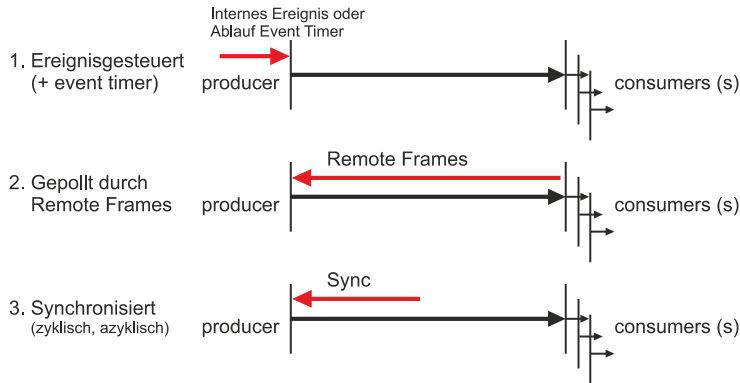 Internes Ereignis oder
Ablauf Event Timer
1. Ereignisgesteuert
(+ event timer)
producer
consumers (s)
Remote Frames
2. Gepollt durch
Remote Frames
producer
consumers (s)
Sync
3. Synchronisiert
(zyklisch, azyklisch)
producer
consumers (s)